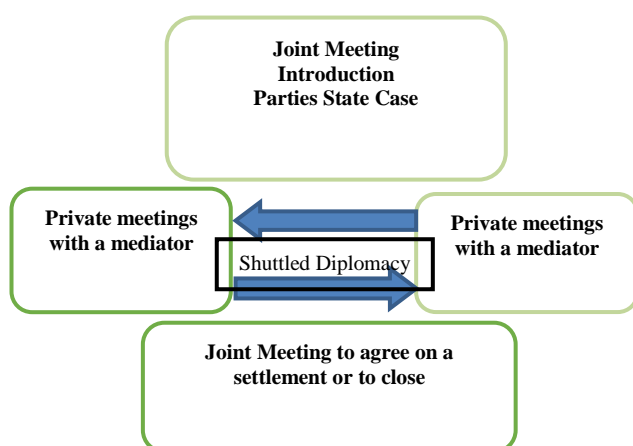 Joint Meeting
Introduction
Parties State Case
Private meetings
with a mediator
Shuttled Diplomacy
Private meetings
with a mediator
Joint Meeting to agree on a
settlement or to close